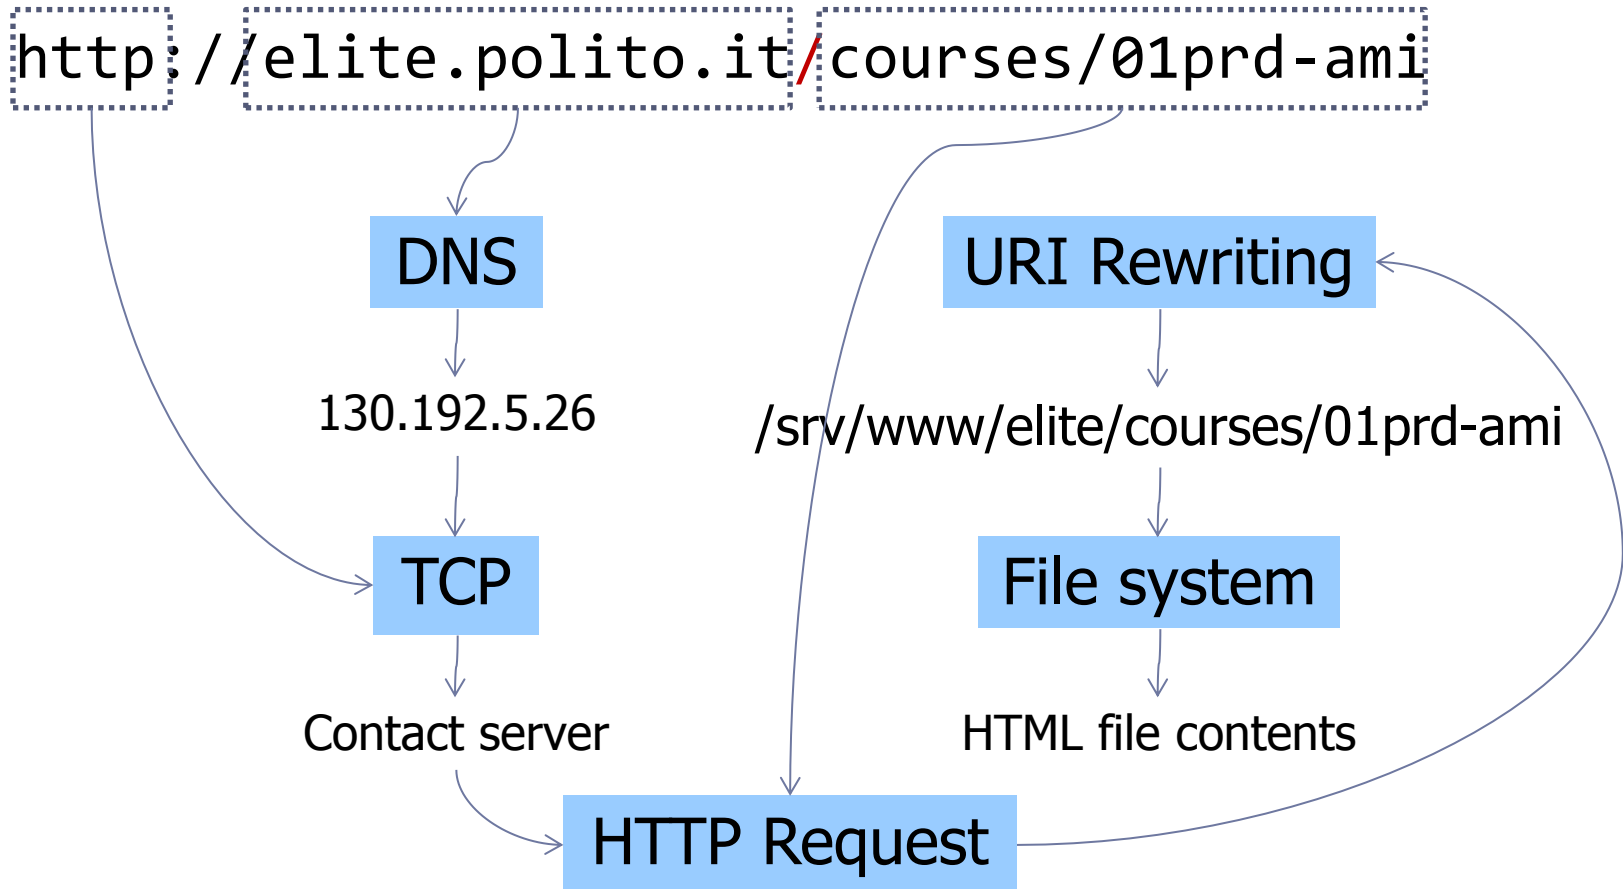 http://elite.polito.it/courses/01prd-ami
DNS
URI Rewriting
130.192.5.26
/srv/www/elite/courses/01prd-ami
TCP
File system
Contact server
HTML file contents
HTTP Request